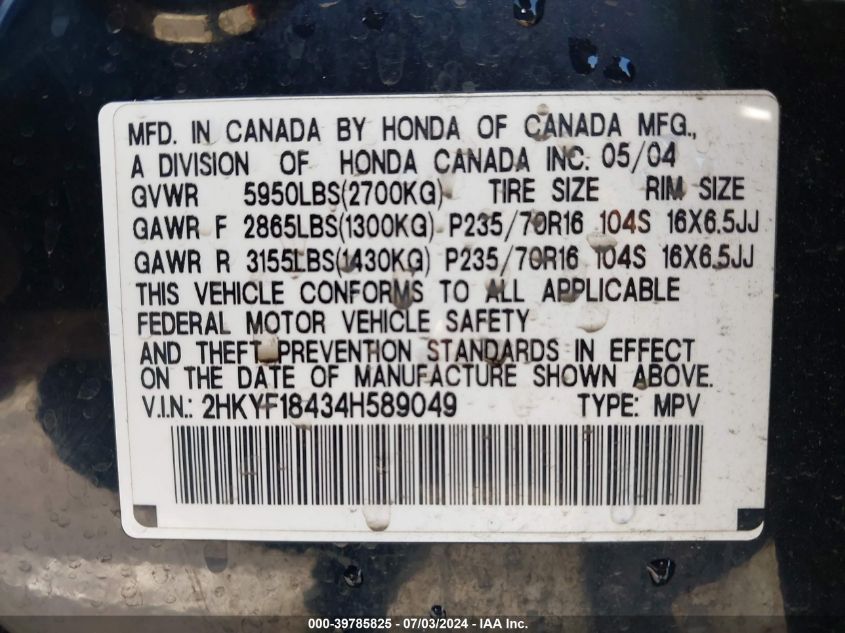 MFD. IN CANADA BY HONDA OF CANADA MFG.,
A DIVISION OF HONDA CANADA INC. 05/04
GVWR 5950LBS(2700KG) TIRE SIZE RIM SIZE
GAWR F 2865LBS(1300KG) P235/70R16 104S 16X6.5JJ
GAWR R 3155LBS(1430KG) P235/70R16 104S 16X6.5JJ
THIS VEHICLE CONFORMS TO ALL APPLICABLE
FEDERAL MOTOR VEHICLE SAFETY
AND THEFT PREVENTION STANDARDS IN EFFECT
ON THE DATE OF MANUFACTURE SHOWN ABOVE.
V.I.N.: 2HKYF18434H589049 TYPE: MPV
000-39785825 - 07/03/2024 - IAA Inc.